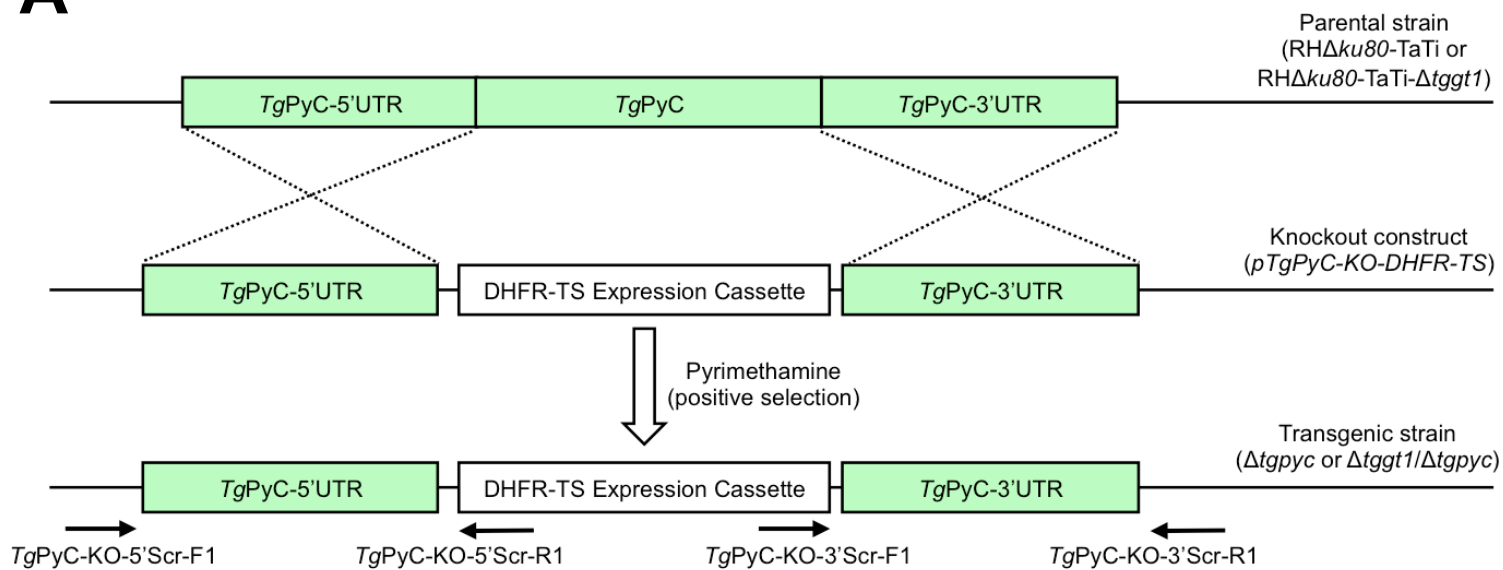 A
Parental strain
(RHΔku80-TaTi or
RHΔku80-TaTi-Δtggt1)
TgPyC-5'UTR TgPyC TgPyC-3'UTR
Knockout construct
(pTgPyC-KO-DHFR-TS)
TgPyC-5'UTR DHFR-TS Expression Cassette TgPyC-3'UTR
Pyrimethamine
(positive selection)
Transgenic strain
(Δtgpyc or Δtggt1/Δtgpyc)
TgPyC-5'UTR DHFR-TS Expression Cassette TgPyC-3'UTR
TgPyC-KO-5'Scr-F1 TgPyC-KO-5'Scr-R1 TgPyC-KO-3'Scr-F1 TgPyC-KO-3'Scr-R1